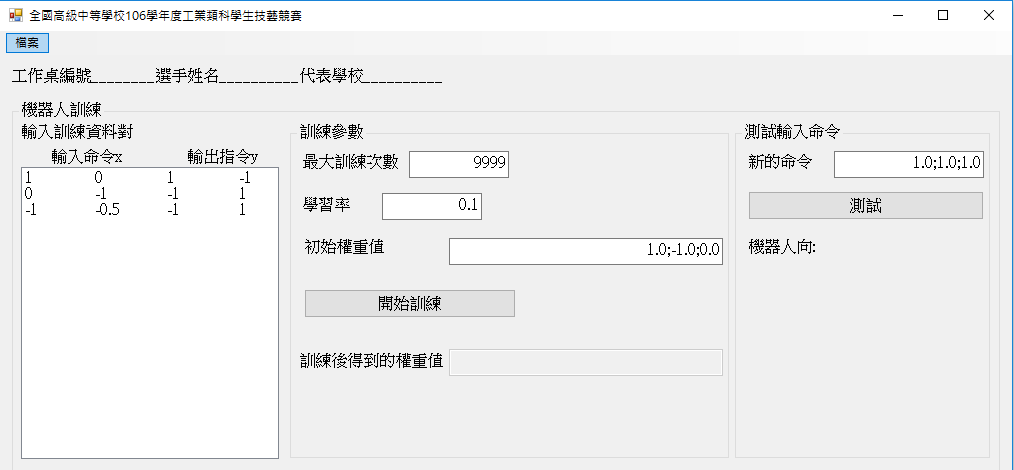 全國高級中等學校106學年度工業類科學生技藝競賽
檔案
工作桌編號________選手姓名__________代表學校__________
機器人訓練
輸入訓練資料對
輸入命令x 輸出指令y
1 0 1 -1
0 -1 -1 1
-1 -0.5 -1 1
訓練參數
最大訓練次數 9999
學習率 0.1
初始權重值 1.0;-1.0;0.0
開始訓練
訓練後得到的權重值
測試輸入命令
新的命令 1.0;1.0;1.0
測試
機器人向: